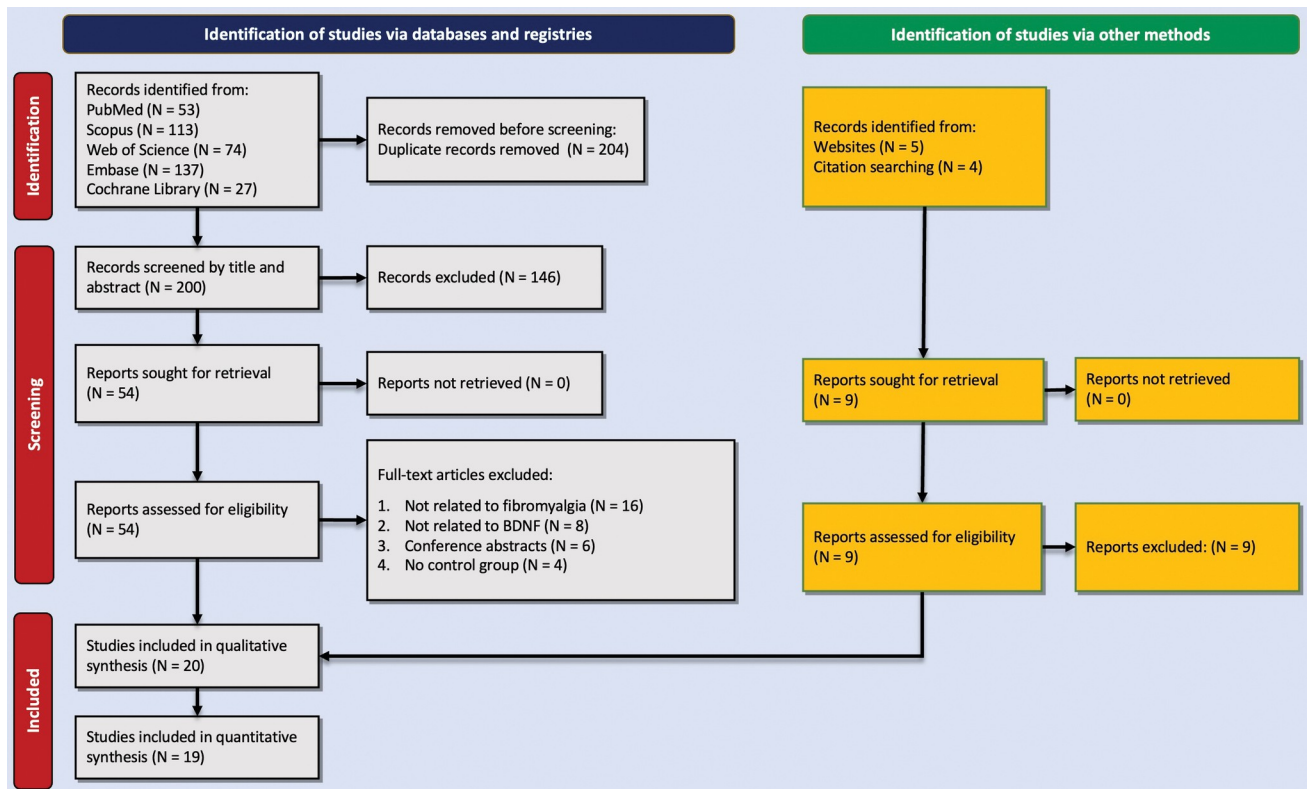 Identification of studies via databases and registries
Identification of studies via other methods
Identification
Records identified from:
PubMed (N = 53)
Scopus (N = 113)
Web of Science (N = 74)
Embase (N = 137)
Cochrane Library (N = 27)
Records removed before screening:
Duplicate records removed (N = 204)
Records identified from:
Websites (N = 5)
Citation searching (N = 4)
Screening
Records screened by title and
abstract (N = 200)
Records excluded (N = 146)
Reports sought for retrieval
(N = 54)
Reports not retrieved (N = 0)
Reports sought for retrieval
(N = 9)
Reports not retrieved
(N = 0)
Reports assessed for eligibility
(N = 54)
Full-text articles excluded:
1. Not related to fibromyalgia (N = 16)
2. Not related to BDNF (N = 8)
3. Conference abstracts (N = 6)
4. No control group (N = 4)
Reports assessed for eligibility
(N = 9)
Reports excluded: (N = 9)
Included
Studies included in qualitative
synthesis (N = 20)
Studies included in quantitative
synthesis (N = 19)